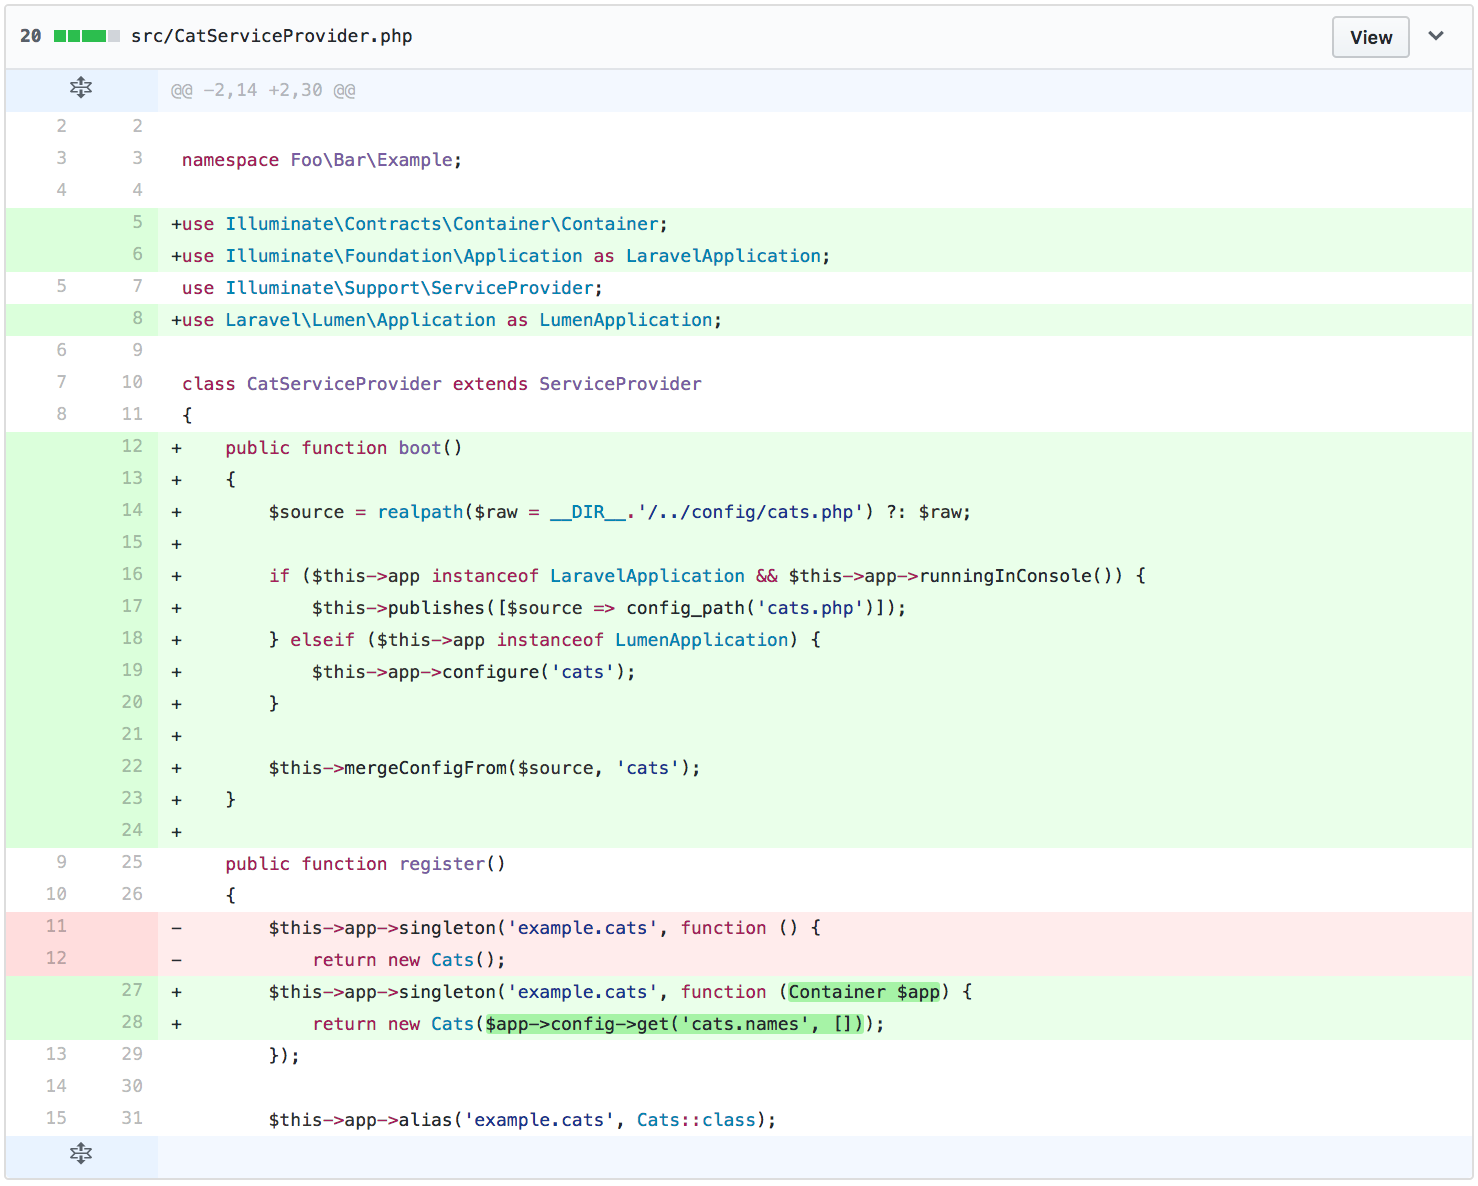 20 src/CatServiceProvider.php View
@@ -2,14 +2,30 @@
2 2
3 3 namespace Foo\Bar\Example;
4 4
5 +use Illuminate\Contracts\Container\Container;
6 +use Illuminate\Foundation\Application as LaravelApplication;
5 7 use Illuminate\Support\ServiceProvider;
8 +use Laravel\Lumen\Application as LumenApplication;
6 9
7 10 class CatServiceProvider extends ServiceProvider
8 11 {
12 +    public function boot()
13 +    {
14 +        $source = realpath($raw = __DIR__.'/../config/cats.php') ?: $raw;
15 +
16 +        if ($this->app instanceof LaravelApplication && $this->app->runningInConsole()) {
17 +            $this->publishes([$source => config_path('cats.php')]);
18 +        } elseif ($this->app instanceof LumenApplication) {
19 +            $this->app->configure('cats');
20 +        }
21 +
22 +        $this->mergeConfigFrom($source, 'cats');
23 +    }
24 +
9 25     public function register()
10 26     {
11 -        $this->app->singleton('example.cats', function () {
12 -            return new Cats();
27 +        $this->app->singleton('example.cats', function (Container $app) {
28 +            return new Cats($app->config->get('cats.names', []));
13 29         });
14 30
15 31         $this->app->alias('example.cats', Cats::class);